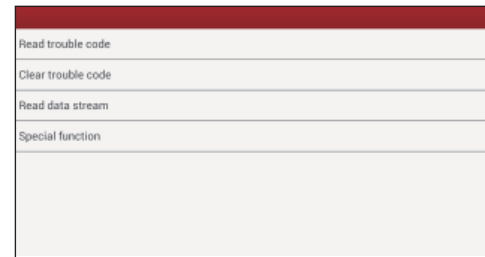 Read trouble code
Clear trouble code
Read data stream
Special function